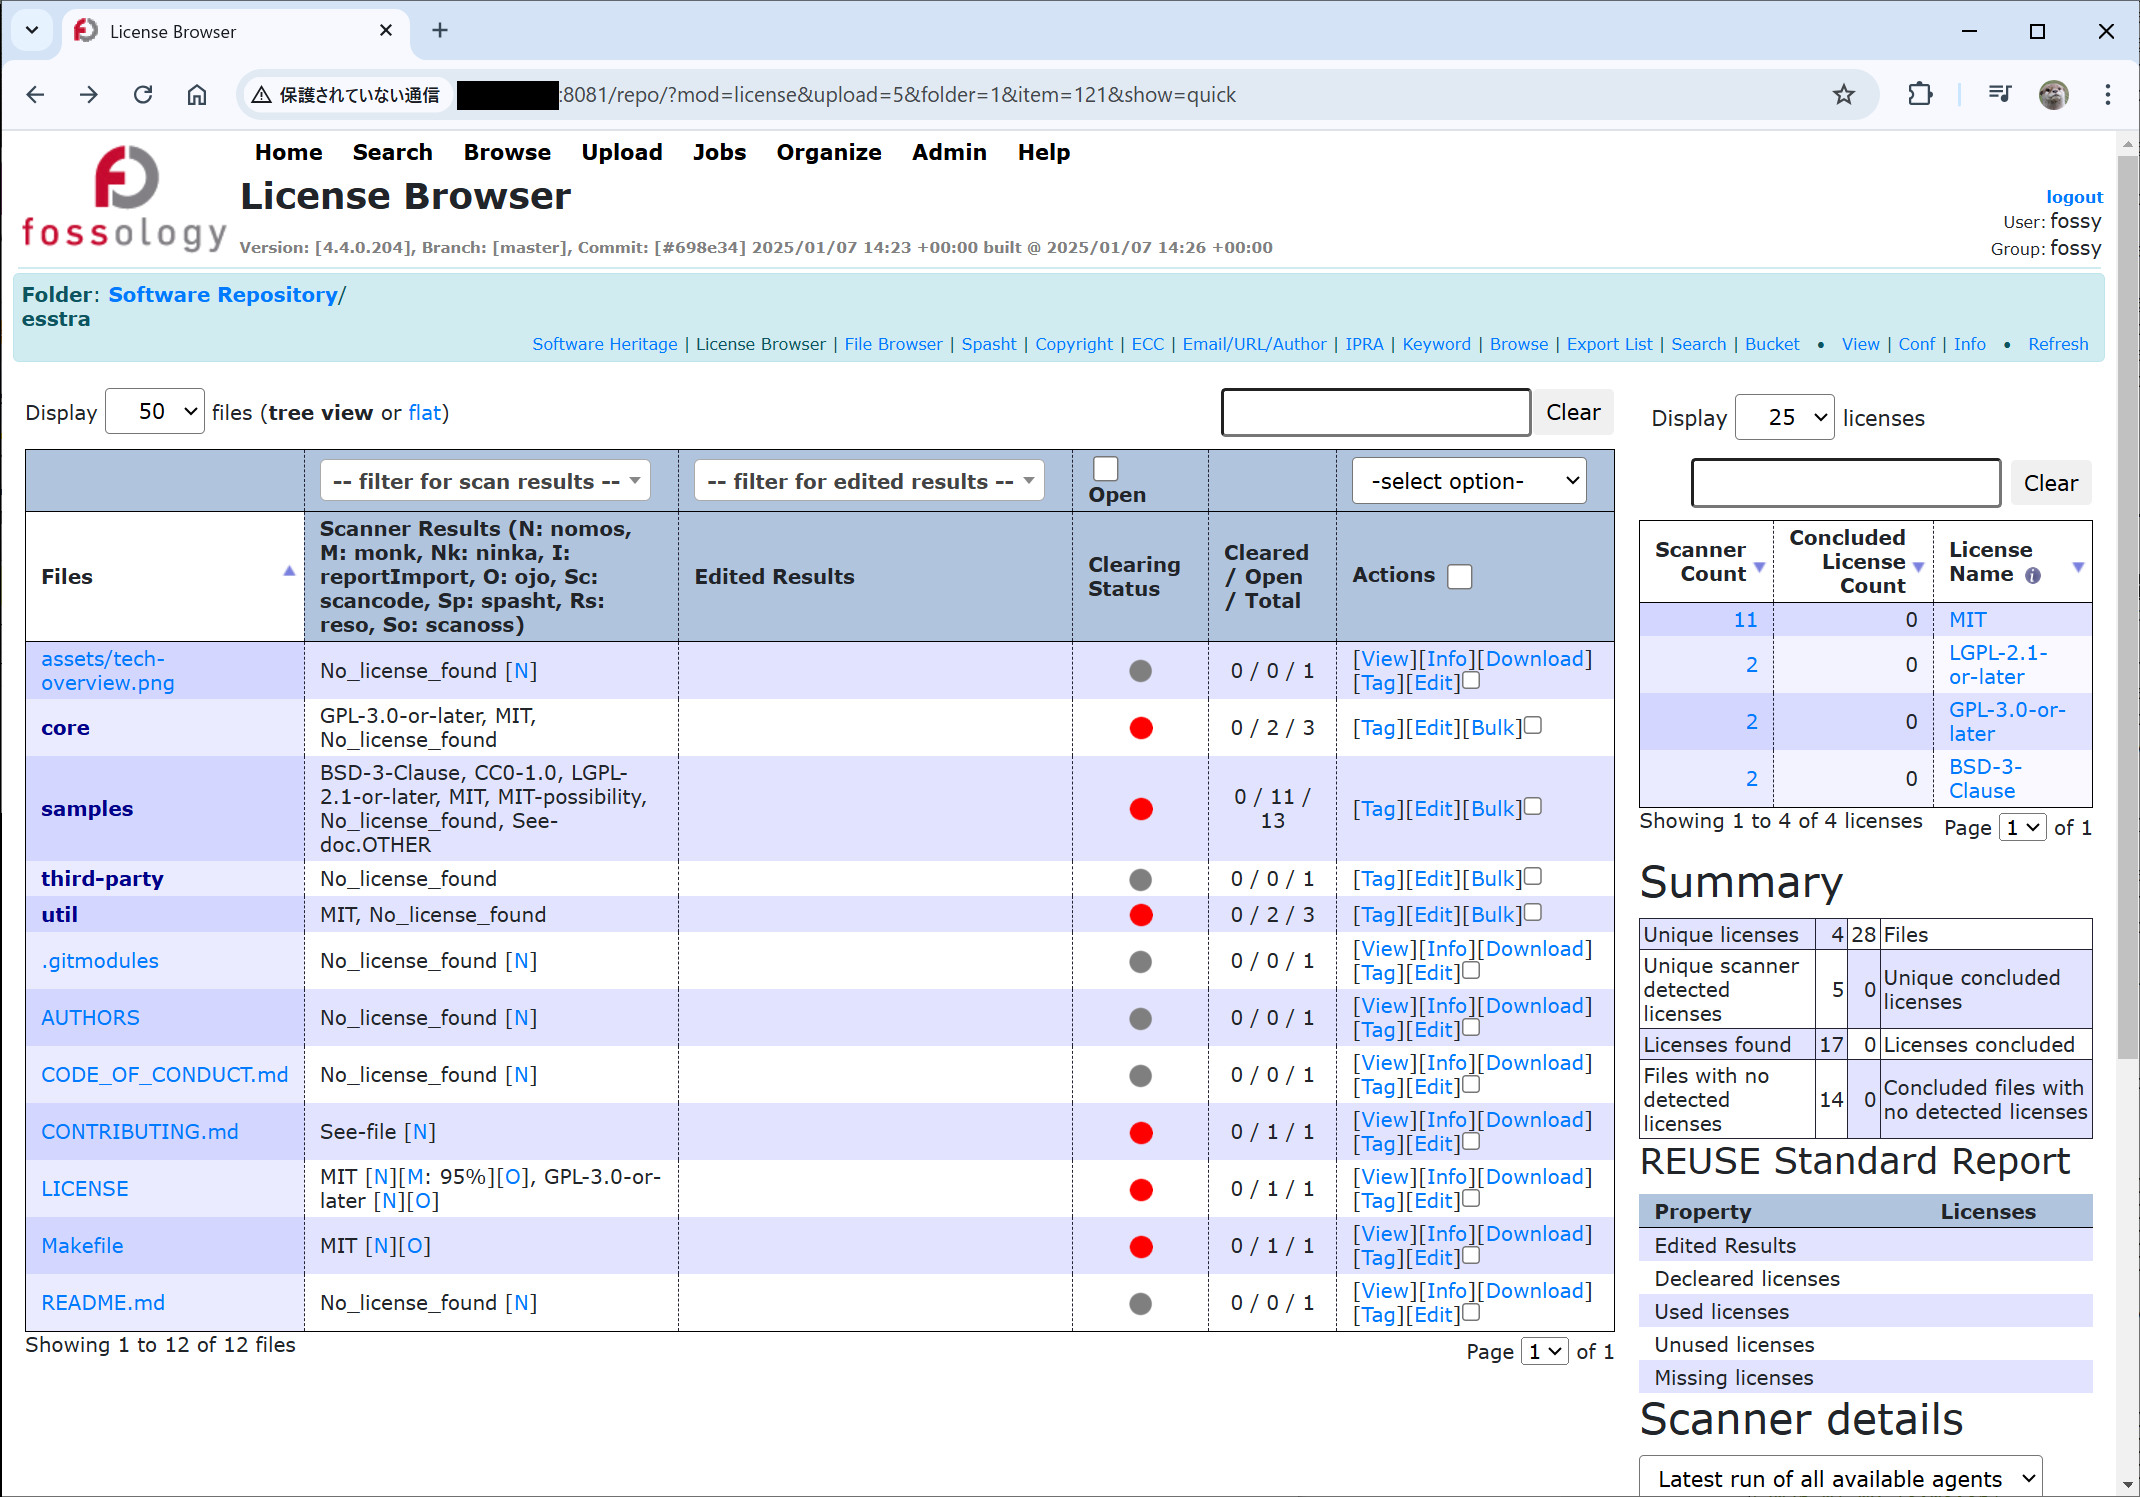 License Browser
保護されていない通信 :8081/repo/?mod=license&upload=5&folder=1&item=121&show=quick
Home Search Browse Upload Jobs Organize Admin Help
fossology
License Browser
Version: [4.4.0.204], Branch: [master], Commit: [#698e34] 2025/01/07 14:23 +00:00 built @ 2025/01/07 14:26 +00:00
logout
User: fossy
Group: fossy
Folder: Software Repository/
esstra
Software Heritage | License Browser | File Browser | Spasht | Copyright | ECC | Email/URL/Author | IPRA | Keyword | Browse | Export List | Search | Bucket • View | Conf | Info • Refresh
Display 50 files (tree view or flat)
Clear
-- filter for scan results --
-- filter for edited results --
Open
-select option-
Files
Scanner Results (N: nomos,
M: monk, Nk: ninka, I:
reportImport, O: ojo, Sc:
scancode, Sp: spasht, Rs:
reso, So: scanoss)
Edited Results
Clearing
Status
Cleared
/ Open
/ Total
Actions
assets/tech-
overview.png
No_license_found [N]
0 / 0 / 1
[View][Info][Download]
[Tag][Edit]
core
GPL-3.0-or-later, MIT,
No_license_found
0 / 2 / 3
[Tag][Edit][Bulk]
samples
BSD-3-Clause, CC0-1.0, LGPL-
2.1-or-later, MIT, MIT-possibility,
No_license_found, See-
doc.OTHER
0 / 11 /
13
[Tag][Edit][Bulk]
third-party
No_license_found
0 / 0 / 1
[Tag][Edit][Bulk]
util
MIT, No_license_found
0 / 2 / 3
[Tag][Edit][Bulk]
.gitmodules
No_license_found [N]
0 / 0 / 1
[View][Info][Download]
[Tag][Edit]
AUTHORS
No_license_found [N]
0 / 0 / 1
[View][Info][Download]
[Tag][Edit]
CODE_OF_CONDUCT.md
No_license_found [N]
0 / 0 / 1
[View][Info][Download]
[Tag][Edit]
CONTRIBUTING.md
See-file [N]
0 / 1 / 1
[View][Info][Download]
[Tag][Edit]
LICENSE
MIT [N][M: 95%][O], GPL-3.0-or-
later [N][O]
0 / 1 / 1
[View][Info][Download]
[Tag][Edit]
Makefile
MIT [N][O]
0 / 1 / 1
[View][Info][Download]
[Tag][Edit]
README.md
No_license_found [N]
0 / 0 / 1
[View][Info][Download]
[Tag][Edit]
Showing 1 to 12 of 12 files
Page 1 of 1
Display 25 licenses
Clear
Scanner
Count
Concluded
License
Count
License
Name i
11 0 MIT
2 0 LGPL-2.1-
or-later
2 0 GPL-3.0-or-
later
2 0 BSD-3-
Clause
Showing 1 to 4 of 4 licenses
Page 1 of 1
Summary
Unique licenses 4 28 Files
Unique scanner
detected
licenses
5 0
Unique concluded
licenses
Licenses found 17 0 Licenses concluded
Files with no
detected
licenses
14 0
Concluded files with
no detected licenses
REUSE Standard Report
Property Licenses
Edited Results
Decleared licenses
Used licenses
Unused licenses
Missing licenses
Scanner details
Latest run of all available agents